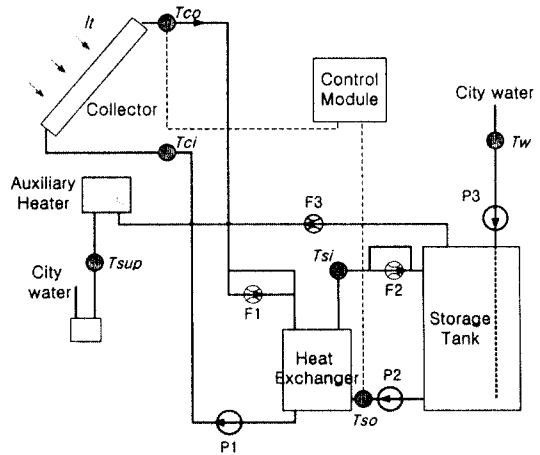 It
Tco
Collector
Control
Module
City water
Tw
Tci
Auxiliary
Heater
P3
F3
Tsup
Tsi
City
water
F1
F2
Storage
Tank
Heat
Exchanger
P2
Tso
P1